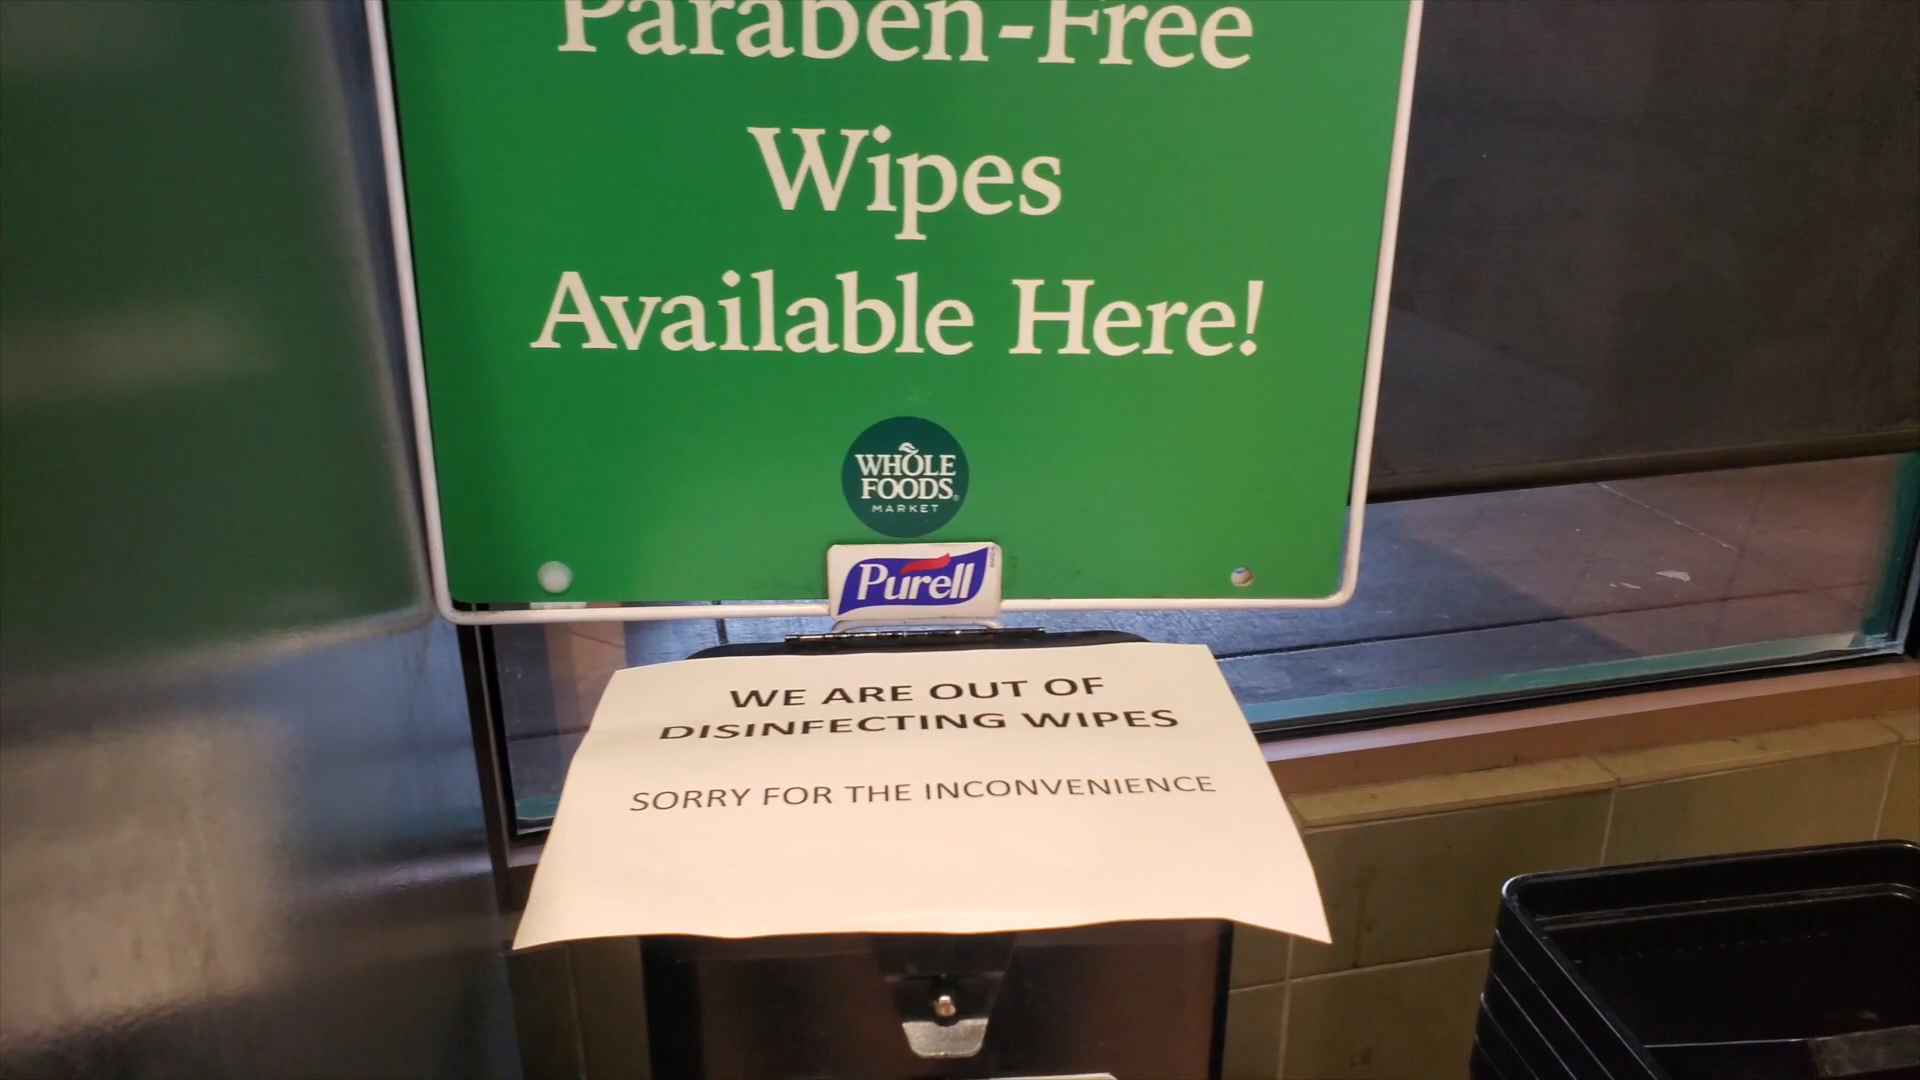 Paraben-Free
Wipes
Available Here!
WHOLE
FOODS
MARKET
Purell
WE ARE OUT OF
DISINFECTING WIPES
SORRY FOR THE INCONVENIENCE